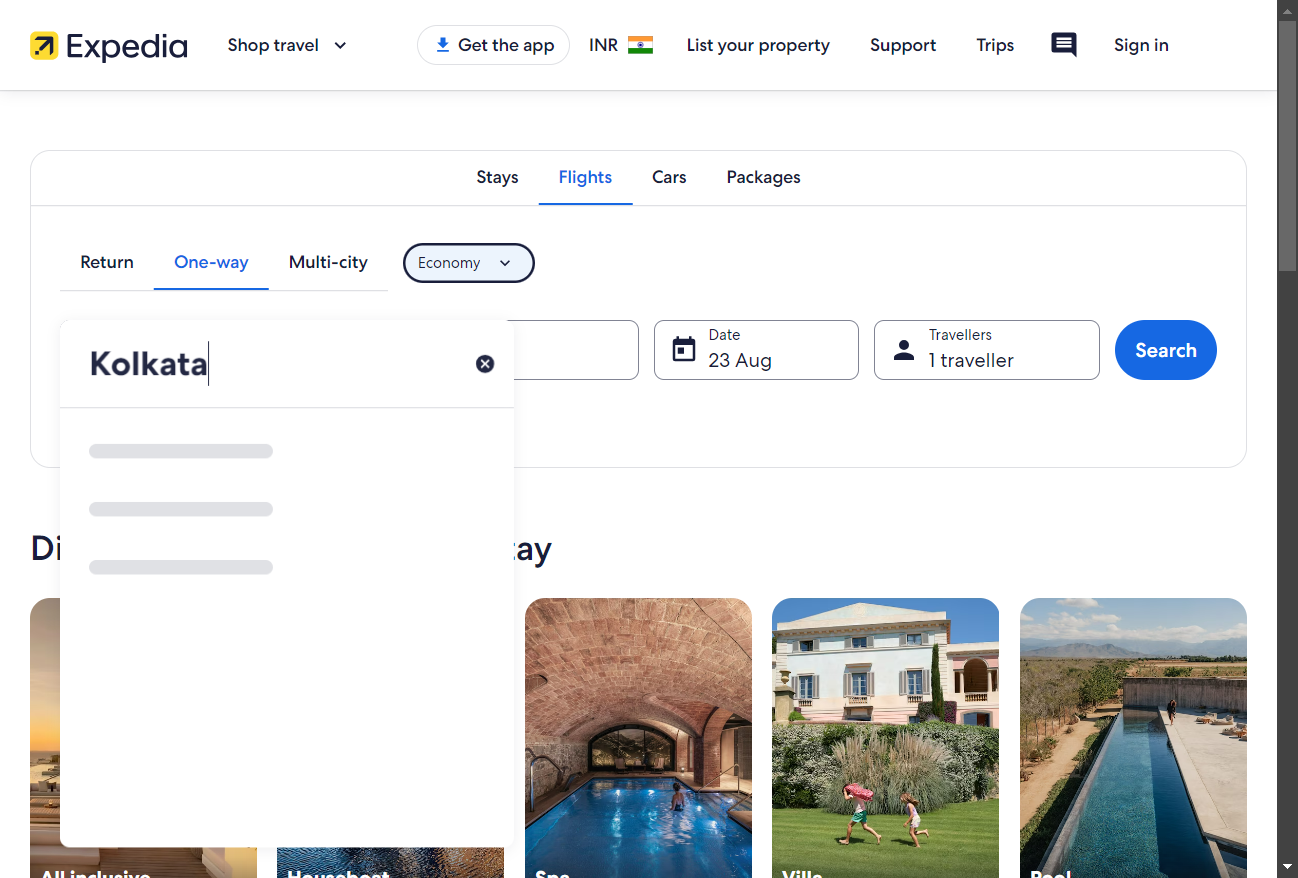 Expedia
Shop travel
Get the app
INR
List your property
Support
Trips
Sign in
Stays
Flights
Cars
Packages
Return
One-way
Multi-city
Economy
Kolkata
Date
23 Aug
Travellers
1 traveller
Search
Di
tay
All inclusive
Houseboat
Spa
Villa
Pool